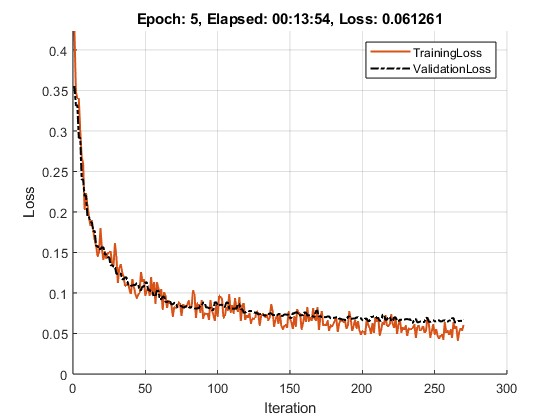 Epoch: 5, Elapsed: 00:13:54, Loss: 0.061261
TrainingLoss
ValidationLoss
0.4
0.35
0.3
0.25
0.2
0.15
0.1
0.05
0
Loss
0 50 100 150 200 250 300
Iteration